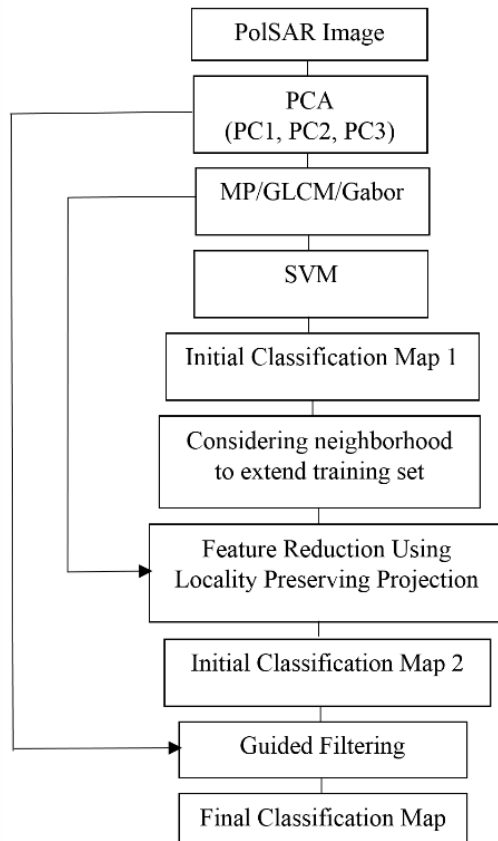 PolSAR Image
PCA
(PC1, PC2, PC3)
MP/GLCM/Gabor
SVM
Initial Classification Map 1
Considering neighborhood
to extend training set
Feature Reduction Using
Locality Preserving Projection
Initial Classification Map 2
Guided Filtering
Final Classification Map